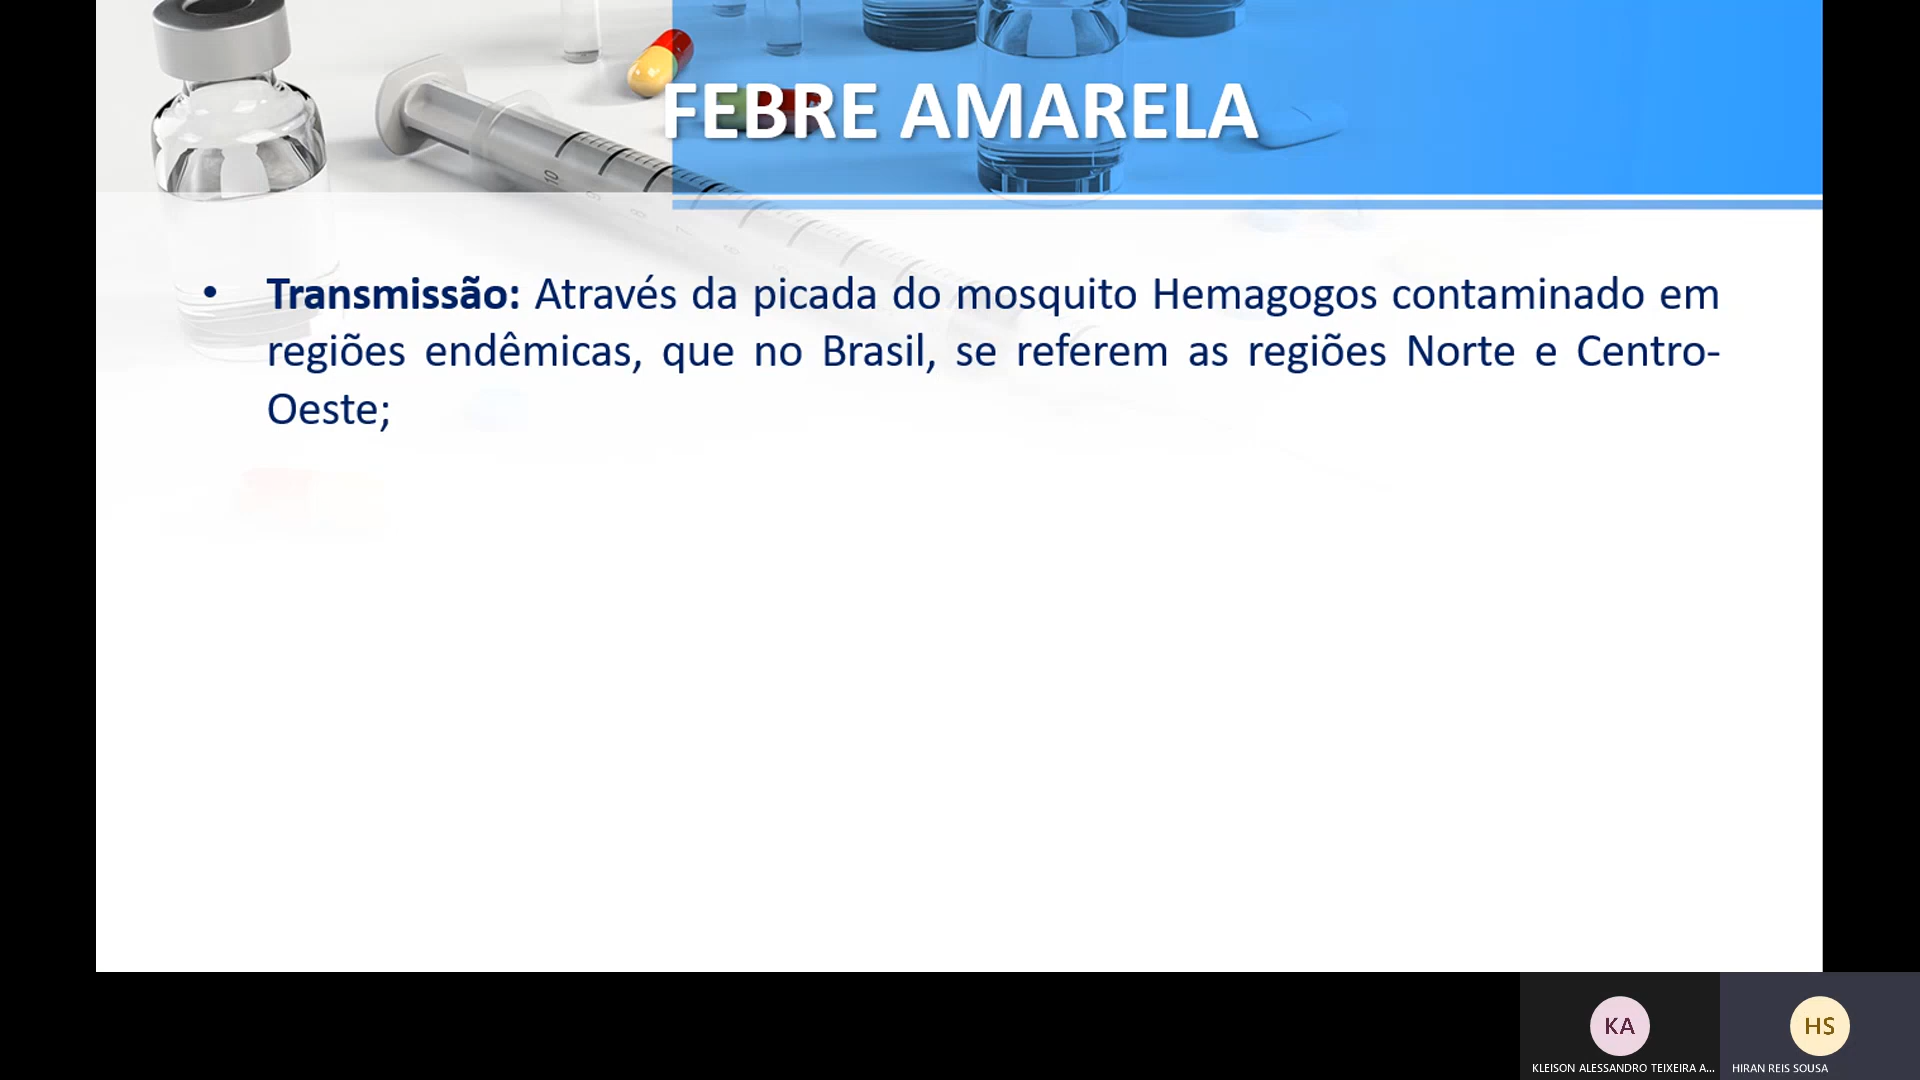 FEBRE AMARELA
• Transmissão: Através da picada do mosquito Hemagogos contaminado em
regiões endêmicas, que no Brasil, se referem as regiões Norte e Centro-
Oeste;
10
KA
HS
KLEISON ALESSANDRO TEIXEIRA A...
HIRAN REIS SOUSA